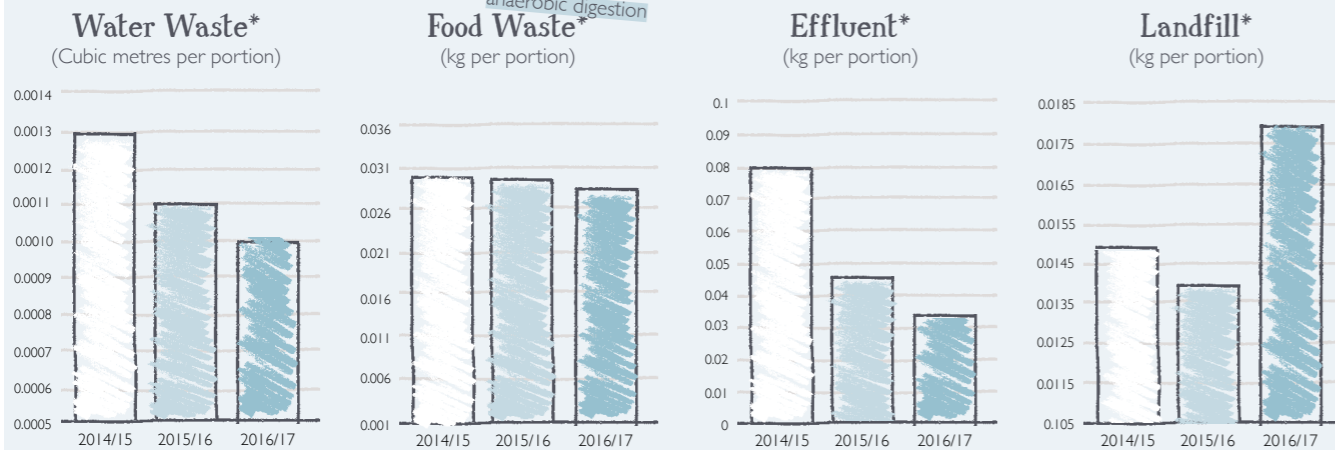 anaerobic digestion
Water Waste*
(Cubic metres per portion)
0.0014
0.0013
0.0012
0.0011
0.0010
0.0009
0.0008
0.0007
0.0006
0.0005
2014/15 2015/16 2016/17
Food Waste*
(kg per portion)
0.036
0.031
0.026
0.021
0.016
0.011
0.006
0.001
2014/15 2015/16 2016/17
Effluent*
(kg per portion)
0.1
0.09
0.08
0.07
0.06
0.05
0.04
0.03
0.02
0.01
0
2014/15 2015/16 2016/17
Landfill*
(kg per portion)
0.0185
0.0175
0.0165
0.0155
0.0145
0.0135
0.0125
0.0115
0.105
2014/15 2015/16 2016/17